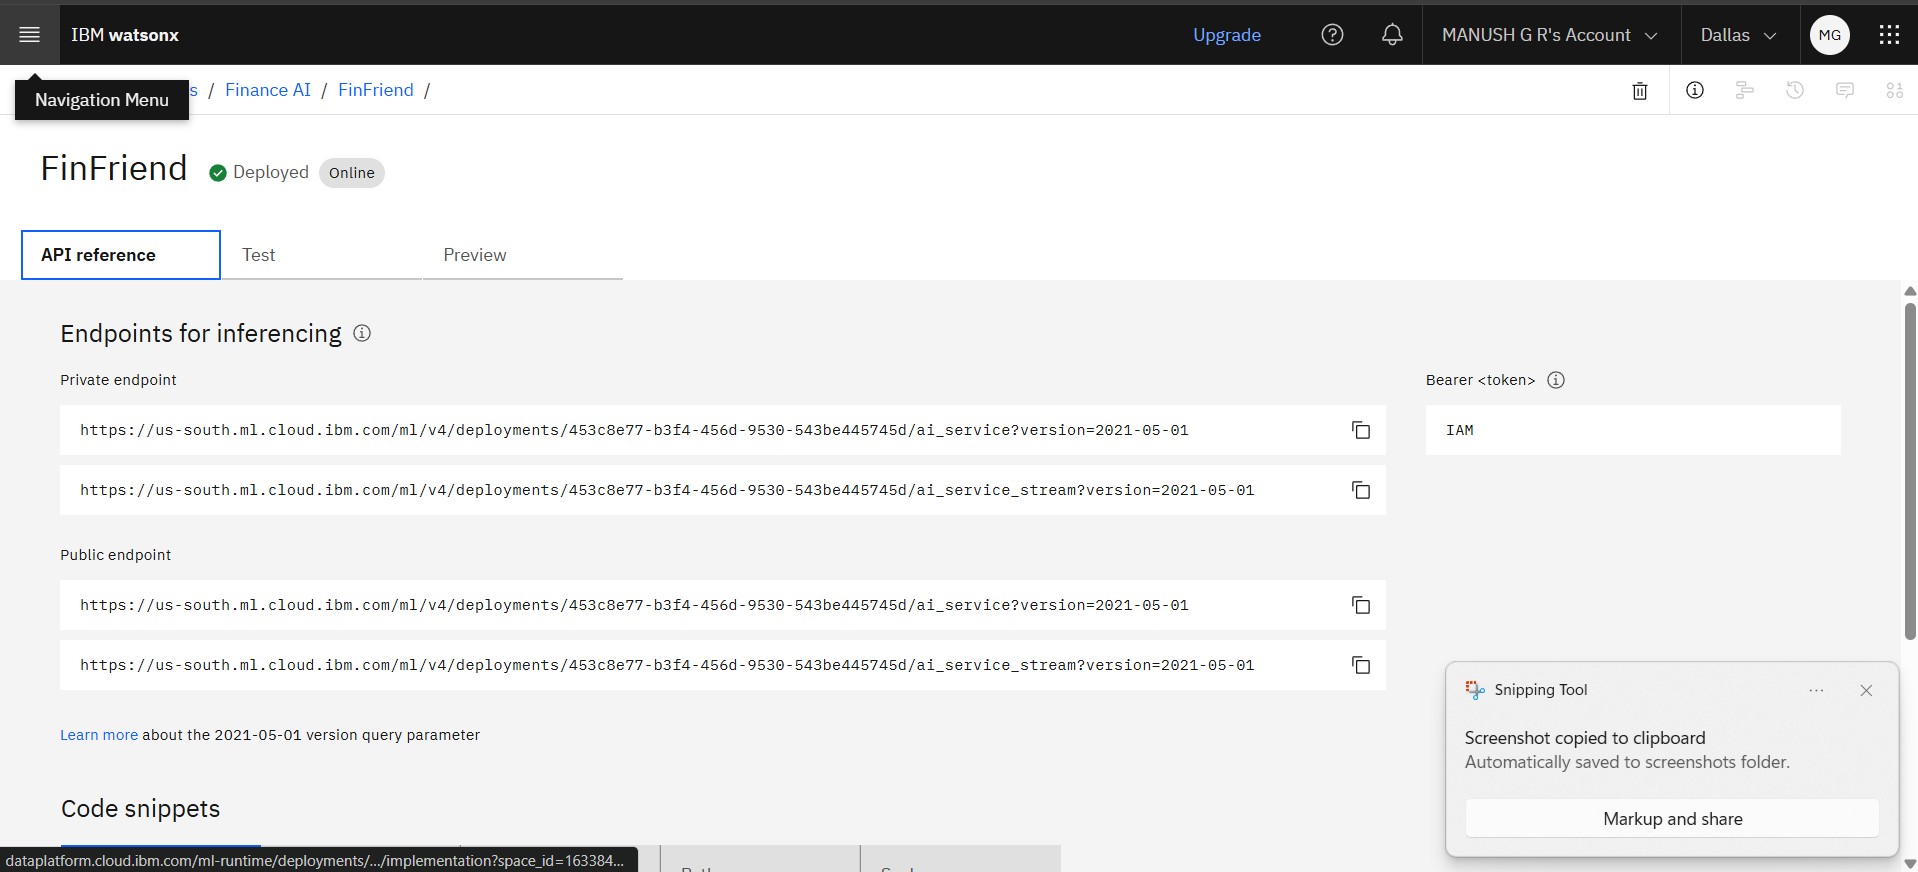 IBM watsonx
Upgrade
MANUSH G R's Account
Dallas
MG
Navigation Menu
s / Finance AI / FinFriend /
FinFriend
Deployed
Online
API reference
Test
Preview
Endpoints for inferencing
Private endpoint
https://us-south.ml.cloud.ibm.com/ml/v4/deployments/453c8e77-b3f4-456d-9530-543be445745d/ai_service?version=2021-05-01
https://us-south.ml.cloud.ibm.com/ml/v4/deployments/453c8e77-b3f4-456d-9530-543be445745d/ai_service_stream?version=2021-05-01
Bearer <token>
IAM
Public endpoint
https://us-south.ml.cloud.ibm.com/ml/v4/deployments/453c8e77-b3f4-456d-9530-543be445745d/ai_service?version=2021-05-01
https://us-south.ml.cloud.ibm.com/ml/v4/deployments/453c8e77-b3f4-456d-9530-543be445745d/ai_service_stream?version=2021-05-01
Learn more about the 2021-05-01 version query parameter
Code snippets
Snipping Tool
Screenshot copied to clipboard
Automatically saved to screenshots folder.
Markup and share
dataplatform.cloud.ibm.com/ml-runtime/deployments/.../implementation?space_id=163384...